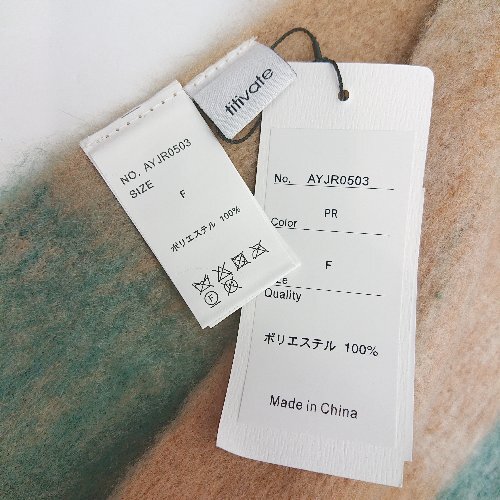 titivate
NO. AYJR0503
SIZE
F
ポリエステル 100%
F
No. AYJR0503
Color PR
F
Quality
ポリエステル 100%
Made in China